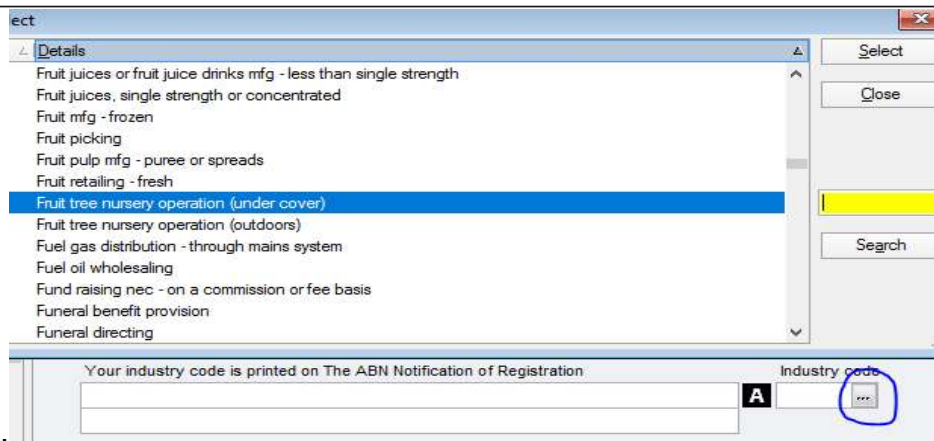 ect
Details
Select
Fruit juices or fruit juice drinks mfg - less than single strength
Fruit juices, single strength or concentrated
Close
Fruit mfg - frozen
Fruit picking
Fruit pulp mfg - puree or spreads
Fruit retailing - fresh
Fruit tree nursery operation (under cover)
Fruit tree nursery operation (outdoors)
Fuel gas distribution - through mains system
Search
Fuel oil wholesaling
Fund raising nec - on a commission or fee basis
Funeral benefit provision
Funeral directing
Your industry code is printed on The ABN Notification of Registration
Industry code
A
...